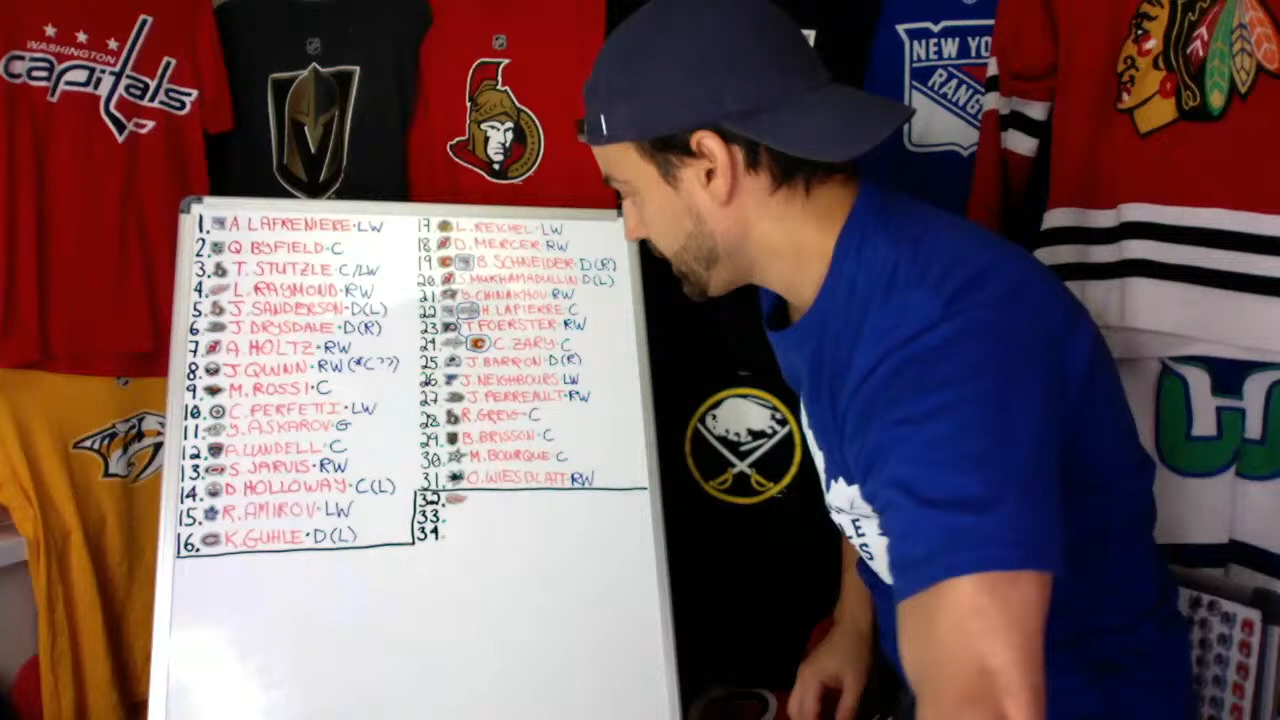 WASHINGTON
capitals
NEW YO
RANG
1. A LAFRENIERE·LW
2. Q. BYFIELD·C
3. T. STUTZLE·C/LW
4. L. RAYMOND·RW
5. J. SANDERSON·D(L)
6. J. DRYSDALE·D(R)
7. A. HOLTZ·RW
8. J. QUINN·RW(*C??)
9. M. ROSSI·C
10. C. PERFETTI·LW
11. Y. ASKAROV·G
12. A. LUNDELL·C
13. S. JARVIS·RW
14. D. HOLLOWAY·C(L)
15. R. AMIROV·LW
16. K. GUHLE·D(L)
17. L. REICHEL·LW
18. D. MERCER·RW
19. B. SCHNEIDER·D(R)
20. S. MUKHAMADULLIN D(L)
21. Y. CHINAKHOV·RW
22. H. LAPIERRE·C
23. T. FOERSTER·RW
24. C. ZARY·C
25. J. BARRON·D(R)
26. J. NEIGHBOURS·LW
27. J. PERREAULT·RW
28. R. GREIG·C
29. B. BRISSON·C
30. M. BOURQUE·C
31. O. WIESBLATT·RW
32.
33.
34.